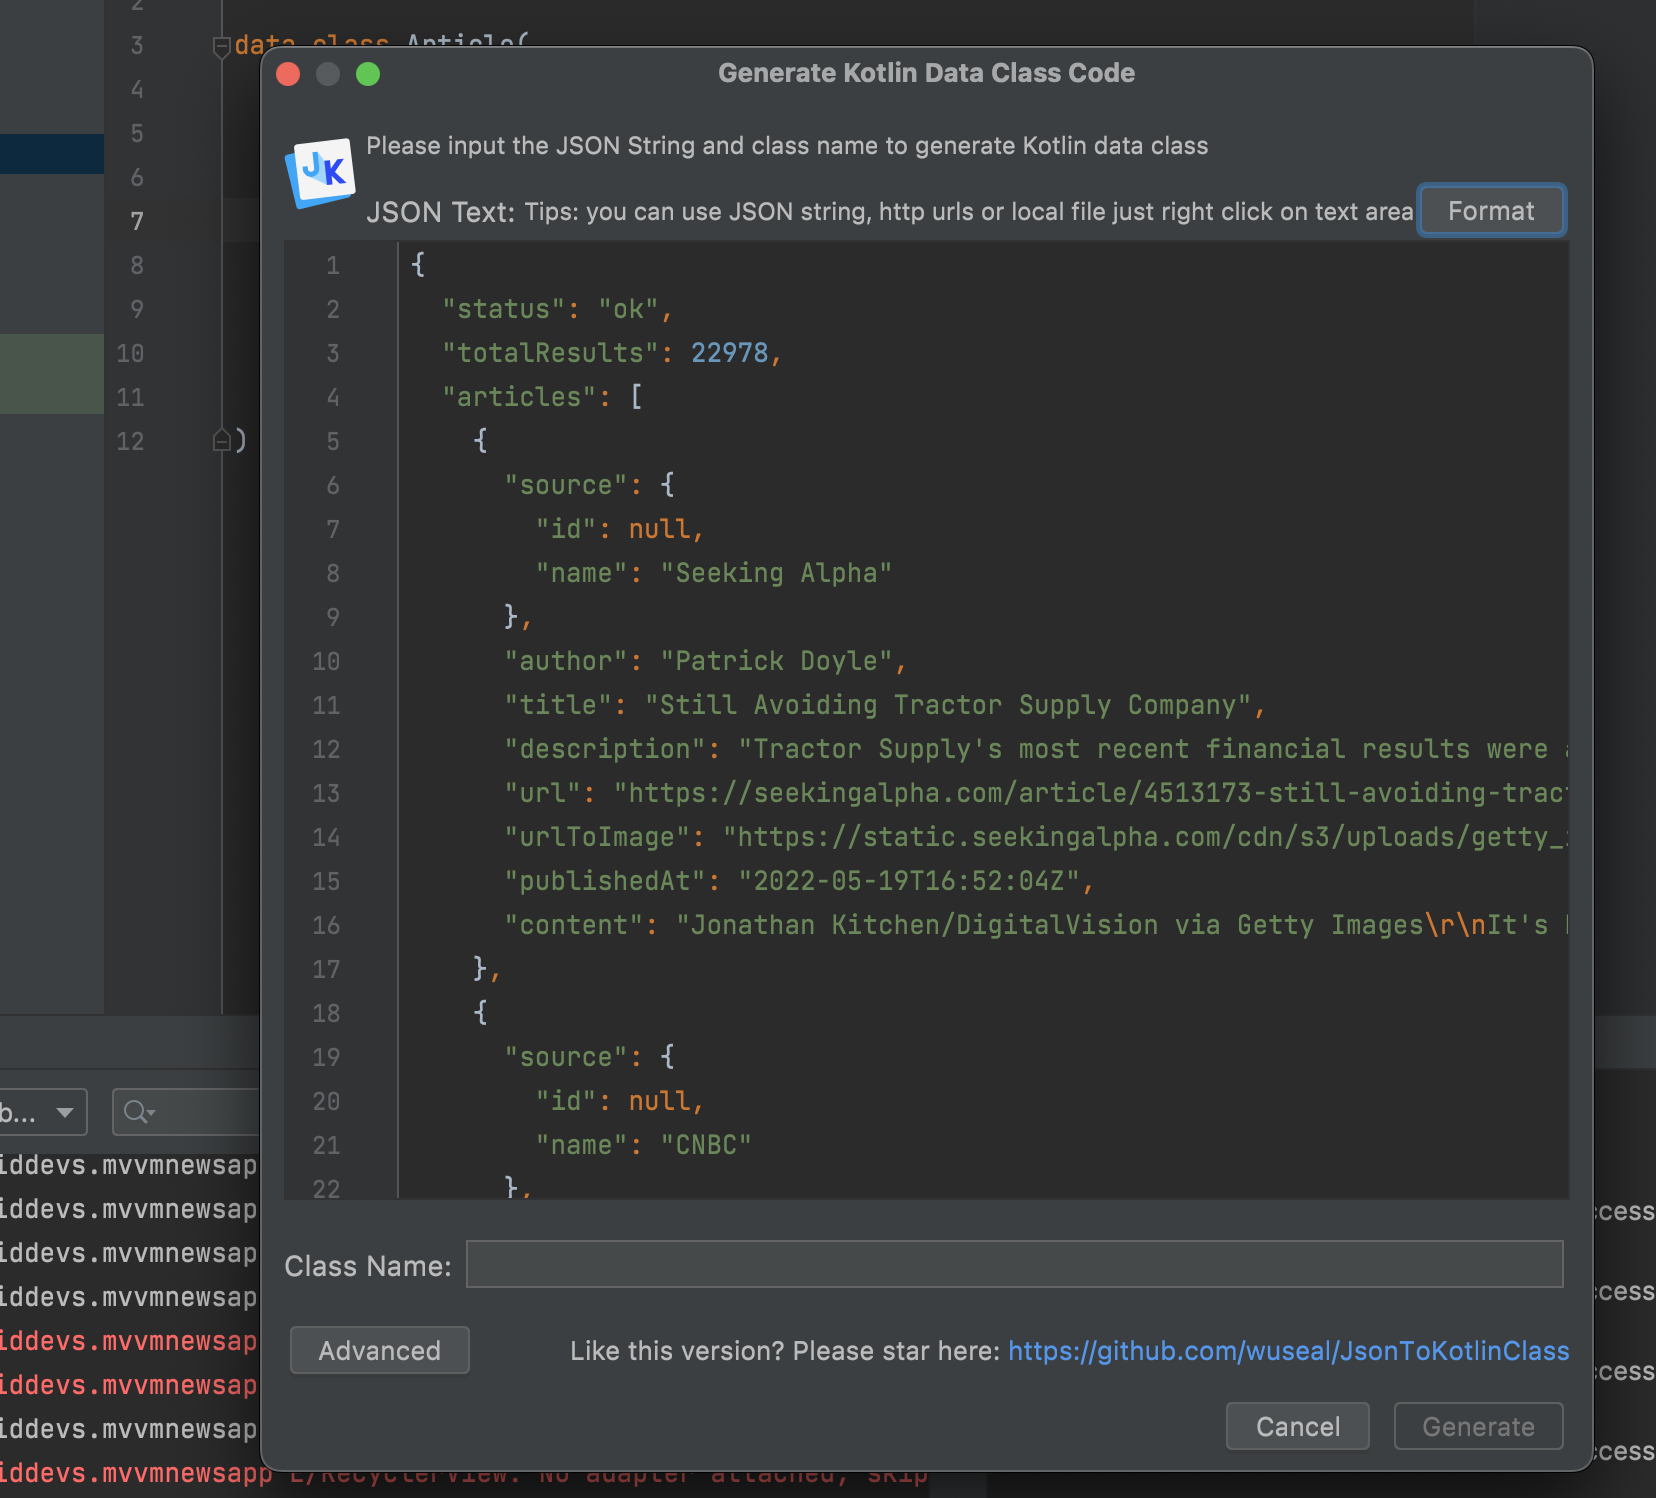 2
3 data class Article(
4
5
6
7
8
9
10
11
12 )
Generate Kotlin Data Class Code
JK
Please input the JSON String and class name to generate Kotlin data class
JSON Text: Tips: you can use JSON string, http urls or local file just right click on text area Format
1 {
2 "status": "ok",
3 "totalResults": 22978,
4 "articles": [
5 {
6 "source": {
7 "id": null,
8 "name": "Seeking Alpha"
9 },
10 "author": "Patrick Doyle",
11 "title": "Still Avoiding Tractor Supply Company",
12 "description": "Tractor Supply's most recent financial results were
13 "url": "https://seekingalpha.com/article/4513173-still-avoiding-tract
14 "urlToImage": "https://static.seekingalpha.com/cdn/s3/uploads/getty_
15 "publishedAt": "2022-05-19T16:52:04Z",
16 "content": "Jonathan Kitchen/DigitalVision via Getty Images\r\nIt's
17 },
18 {
19 "source": {
20 "id": null,
21 "name": "CNBC"
22 },
Class Name:
Advanced Like this version? Please star here: https://github.com/wuseal/JsonToKotlinClass
Cancel Generate
b...
iddevs.mvvmnewsap
iddevs.mvvmnewsap ccess
iddevs.mvvmnewsap
iddevs.mvvmnewsap ccess
iddevs.mvvmnewsap
iddevs.mvvmnewsap ccess
iddevs.mvvmnewsap ccess
iddevs.mvvmnewsapp E/RecyclerView: No adapter attached; skip